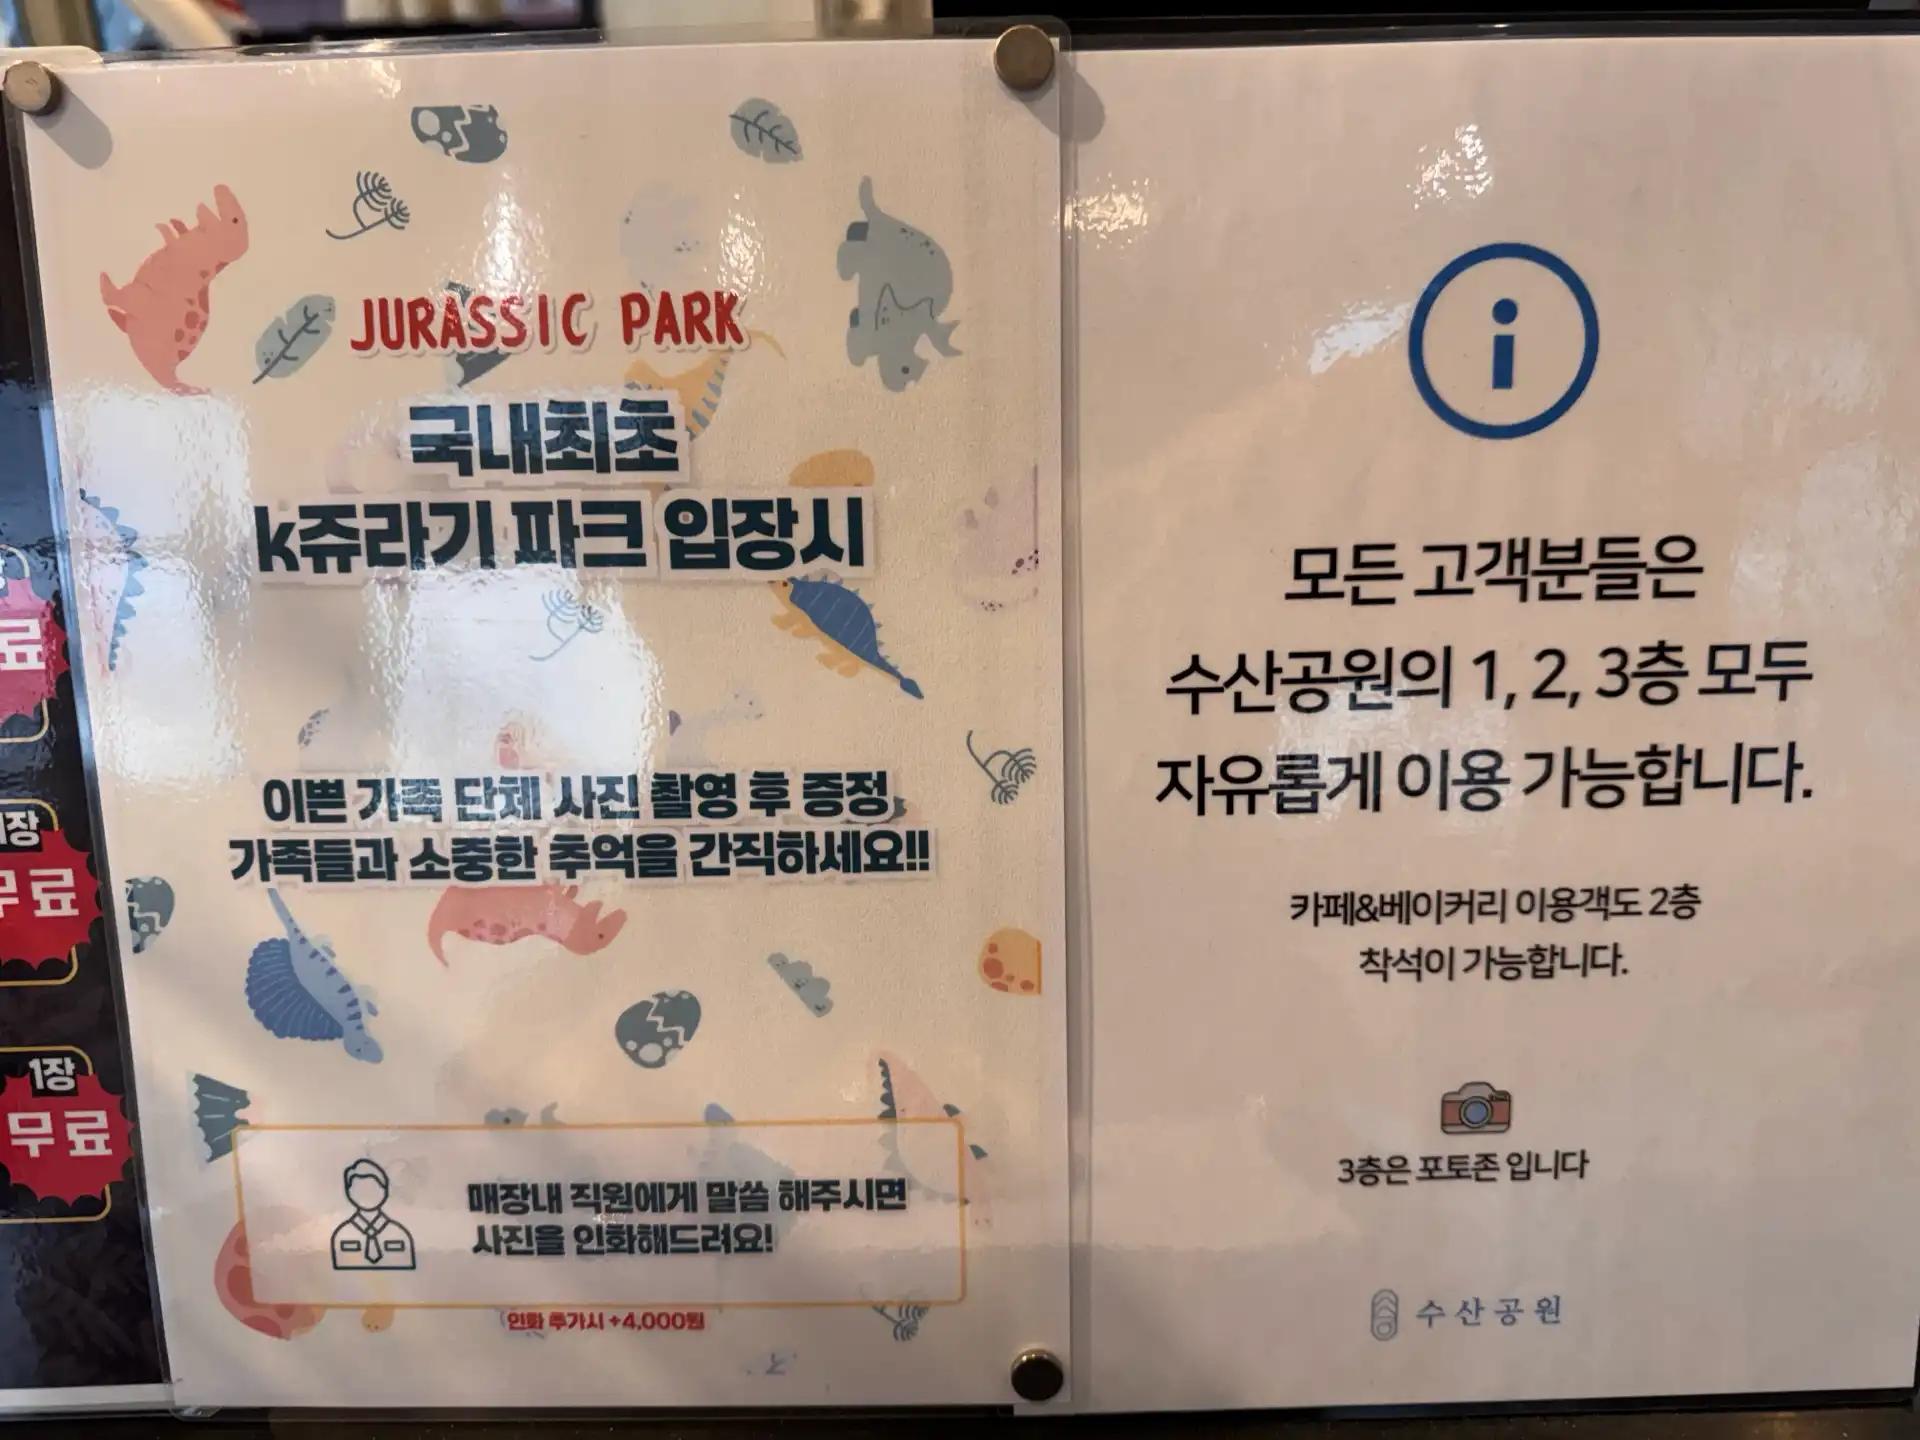 JURASSIC PARK
국내최초
k쥬라기 파크 입장시
이쁜 가족 단체 사진 촬영 후 증정
가족들과 소중한 추억을 간직하세요!!
매장내 직원에게 말씀 해주시면
사진을 인화해드려요!
인화 추가시 +4,000원
모든 고객분들은
수산공원의 1, 2, 3층 모두
자유롭게 이용 가능합니다.
카페&베이커리 이용객도 2층
착석이 가능합니다.
3층은 포토존 입니다
수산공원
료
1장
무료
1장
무료